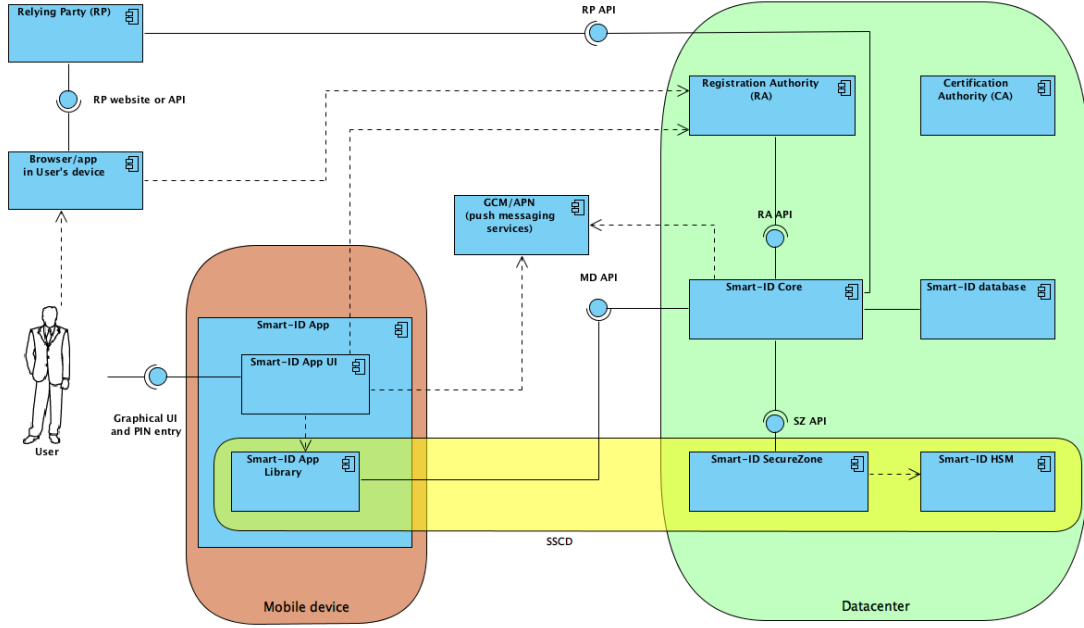 Relying Party (RP)
RP API
RP website or API
Registration Authority
(RA)
Certification
Authority (CA)
Browser/app
in User's device
GCM/APN
(push messaging
services)
RA API
MD API
Smart-ID Core
Smart-ID database
Smart-ID App
Smart-ID App UI
Graphical UI
and PIN entry
User
SZ API
Smart-ID App
Library
Smart-ID SecureZone
Smart-ID HSM
SSCD
Mobile device
Datacenter